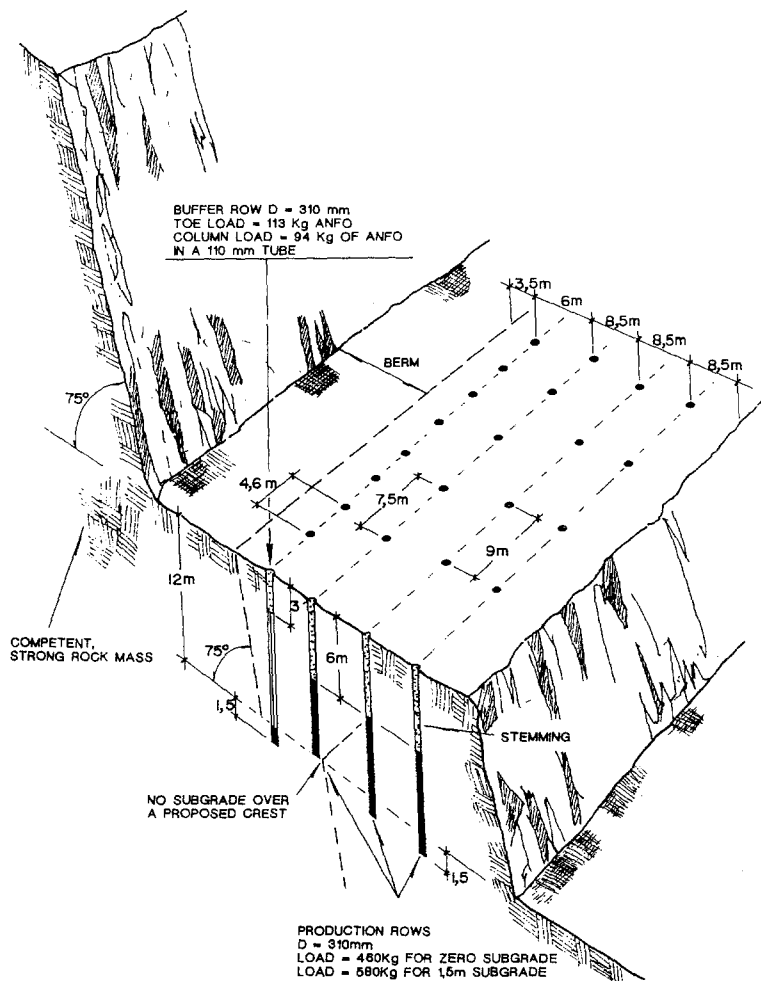 BUFFER ROW D = 310 mm
TOE LOAD = 113 Kg ANFO
COLUMN LOAD = 94 Kg OF ANFO
IN A 110 mm TUBE
3,5m
6m
8,5m
8,5m
8,5m
BERM
75°
4,6 m
7,5m
9m
12m
3
6m
COMPETENT,
STRONG ROCK MASS
75°
1,5
STEMMING
NO SUBGRADE OVER
A PROPOSED CREST
1,5
PRODUCTION ROWS
D = 310mm
LOAD = 460Kg FOR ZERO SUBGRADE
LOAD = 580Kg FOR 1,5m SUBGRADE